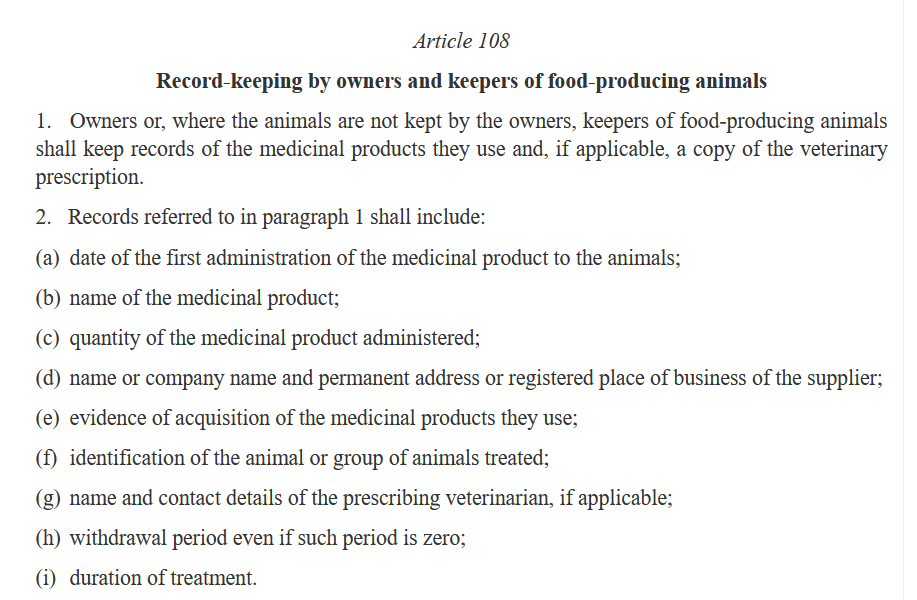 Article 108
Record-keeping by owners and keepers of food-producing animals
1. Owners or, where the animals are not kept by the owners, keepers of food-producing animals
shall keep records of the medicinal products they use and, if applicable, a copy of the veterinary
prescription.
2. Records referred to in paragraph 1 shall include:
(a) date of the first administration of the medicinal product to the animals;
(b) name of the medicinal product;
(c) quantity of the medicinal product administered;
(d) name or company name and permanent address or registered place of business of the supplier;
(e) evidence of acquisition of the medicinal products they use;
(f) identification of the animal or group of animals treated;
(g) name and contact details of the prescribing veterinarian, if applicable;
(h) withdrawal period even if such period is zero;
(i) duration of treatment.